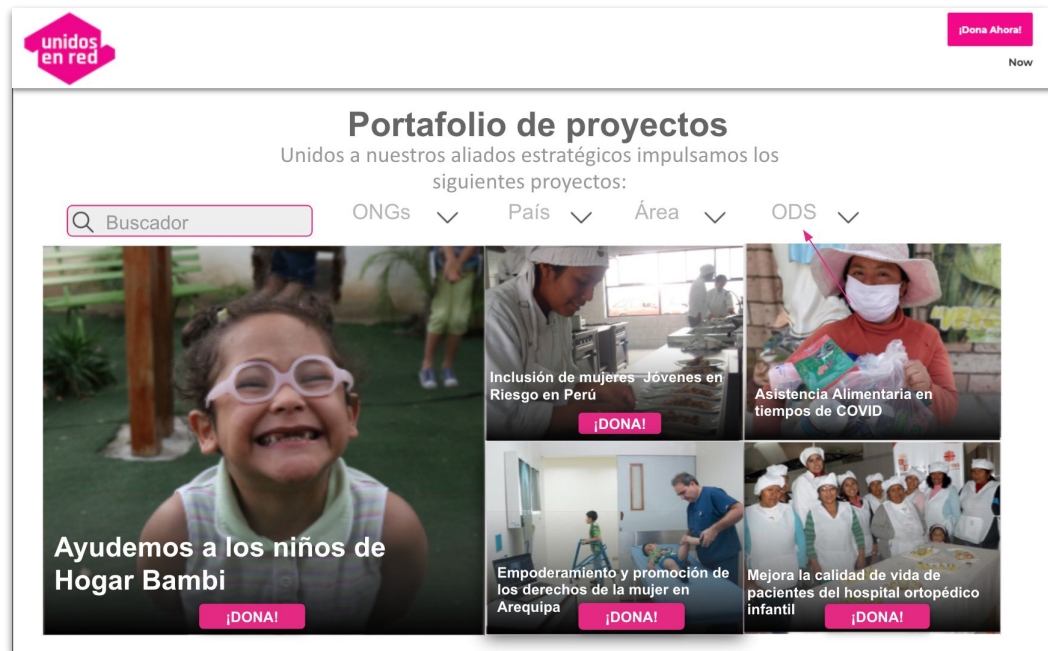 unidos
en red
¡Dona Ahora!
Now
Portafolio de proyectos
Unidos a nuestros aliados estratégicos impulsamos los
siguientes proyectos:
Buscador
ONGs
País
Área
ODS
Ayudemos a los niños de
Hogar Bambi
¡DONA!
Inclusión de mujeres Jóvenes en
Riesgo en Perú
¡DONA!
Asistencia Alimentaria en
tiempos de COVID
Empoderamiento y promoción de
los derechos de la mujer en
Arequipa
¡DONA!
Mejora la calidad de vida de
pacientes del hospital ortopédico
infantil
¡DONA!